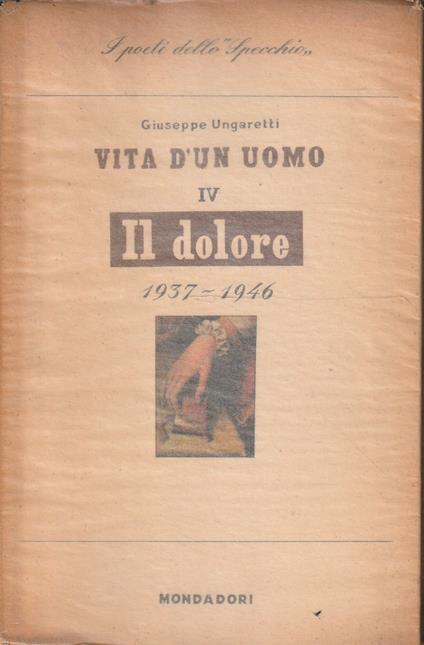 I poeti dello "Specchio„
Giuseppe Ungaretti
VITA D'UN UOMO
IV
Il dolore
1937 ~ 1946
MONDADORI